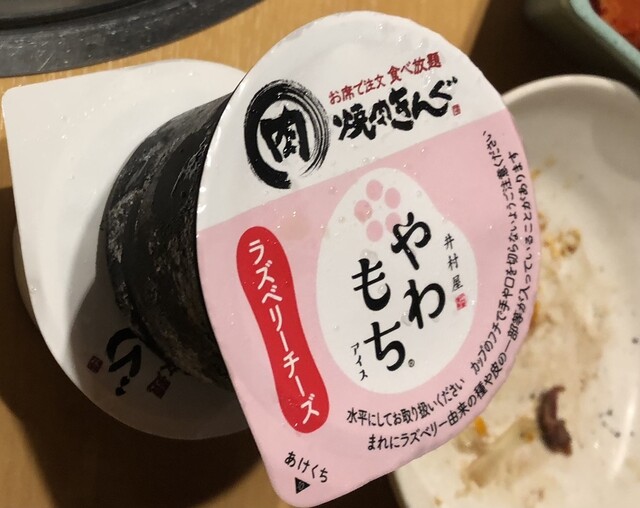 お席で注文 食べ放題
肉
焼肉きんぐ
井村屋
やわ
もち®
アイス
ラズベリーチーズ
カップのフチで手や口を切らないように注意ください
水平にしてお取り扱いください
まれにラズベリー由来の種や皮の一部等が入っていることがあります
あけくち
ぐ